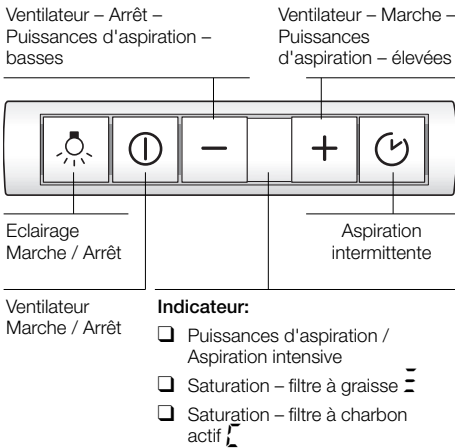 Ventilateur – Arrêt –
Puissances d'aspiration –
basses
Ventilateur – Marche –
Puissances
d'aspiration – élevées
Eclairage
Marche / Arrêt
Aspiration
intermittente
Ventilateur
Marche / Arrêt
Indicateur:
❑ Puissances d'aspiration /
Aspiration intensive
❑ Saturation – filtre à graisse
❑ Saturation – filtre à charbon
actif